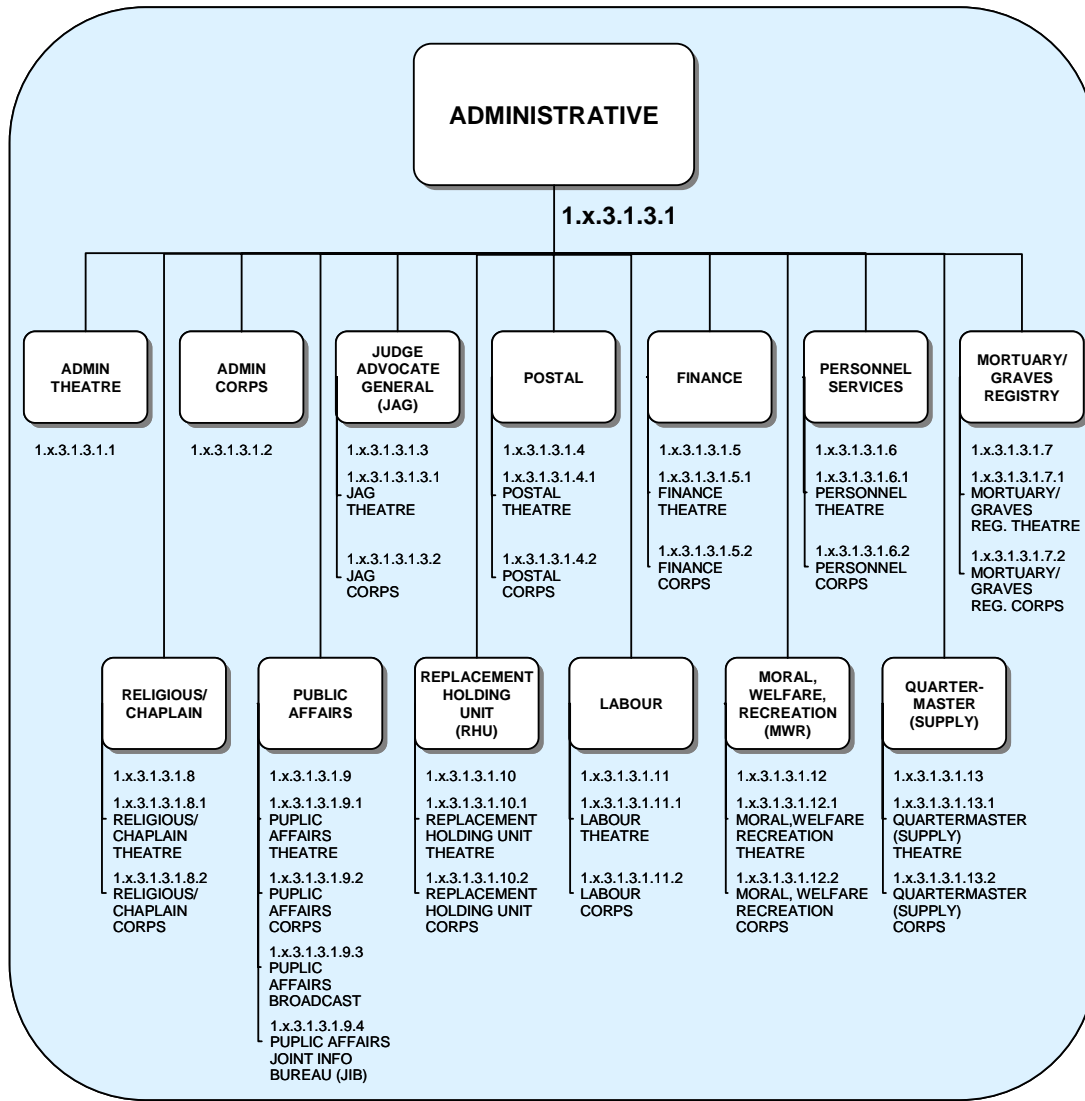 ADMINISTRATIVE
1.x.3.1.3.1
ADMIN
THEATRE
1.x.3.1.3.1.1
ADMIN
CORPS
1.x.3.1.3.1.2
JUDGE
ADVOCATE
GENERAL
(JAG)
1.x.3.1.3.1.3
1.x.3.1.3.1.3.1
JAG
THEATRE
1.x.3.1.3.1.3.2
JAG
CORPS
POSTAL
1.x.3.1.3.1.4
1.x.3.1.3.1.4.1
POSTAL
THEATRE
1.x.3.1.3.1.4.2
POSTAL
CORPS
FINANCE
1.x.3.1.3.1.5
1.x.3.1.3.1.5.1
FINANCE
THEATRE
1.x.3.1.3.1.5.2
FINANCE
CORPS
PERSONNEL
SERVICES
1.x.3.1.3.1.6
1.x.3.1.3.1.6.1
PERSONNEL
THEATRE
1.x.3.1.3.1.6.2
PERSONNEL
CORPS
MORTUARY/
GRAVES
REGISTRY
1.x.3.1.3.1.7
1.x.3.1.3.1.7.1
MORTUARY/
GRAVES
REG. THEATRE
1.x.3.1.3.1.7.2
MORTUARY/
GRAVES
REG. CORPS
RELIGIOUS/
CHAPLAIN
1.x.3.1.3.1.8
1.x.3.1.3.1.8.1
RELIGIOUS/
CHAPLAIN
THEATRE
1.x.3.1.3.1.8.2
RELIGIOUS/
CHAPLAIN
CORPS
PUBLIC
AFFAIRS
1.x.3.1.3.1.9
1.x.3.1.3.1.9.1
PUPLIC
AFFAIRS
THEATRE
1.x.3.1.3.1.9.2
PUPLIC
AFFAIRS
CORPS
1.x.3.1.3.1.9.3
PUPLIC
AFFAIRS
BROADCAST
1.x.3.1.3.1.9.4
PUPLIC AFFAIRS
JOINT INFO
BUREAU (JIB)
REPLACEMENT
HOLDING
UNIT
(RHU)
1.x.3.1.3.1.10
1.x.3.1.3.1.10.1
REPLACEMENT
HOLDING UNIT
THEATRE
1.x.3.1.3.1.10.2
REPLACEMENT
HOLDING UNIT
CORPS
LABOUR
1.x.3.1.3.1.11
1.x.3.1.3.1.11.1
LABOUR
THEATRE
1.x.3.1.3.1.11.2
LABOUR
CORPS
MORAL,
WELFARE,
RECREATION
(MWR)
1.x.3.1.3.1.12
1.x.3.1.3.1.12.1
MORAL,WELFARE
RECREATION
THEATRE
1.x.3.1.3.1.12.2
MORAL, WELFARE
RECREATION
CORPS
QUARTER-
MASTER
(SUPPLY)
1.x.3.1.3.1.13
1.x.3.1.3.1.13.1
QUARTERMASTER
(SUPPLY)
THEATRE
1.x.3.1.3.1.13.2
QUARTERMASTER
(SUPPLY)
CORPS